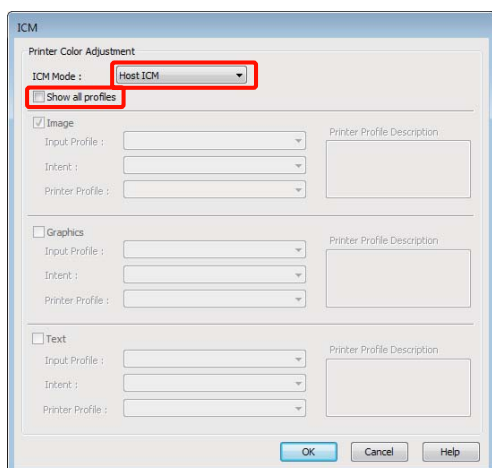 ICM
Printer Color Adjustment
ICM Mode : Host ICM
Show all profiles
Image
Printer Profile Description
Input Profile :
Intent :
Printer Profile :
Graphics
Printer Profile Description
Input Profile :
Intent :
Printer Profile :
Text
Printer Profile Description
Input Profile :
Intent :
Printer Profile :
OK Cancel Help